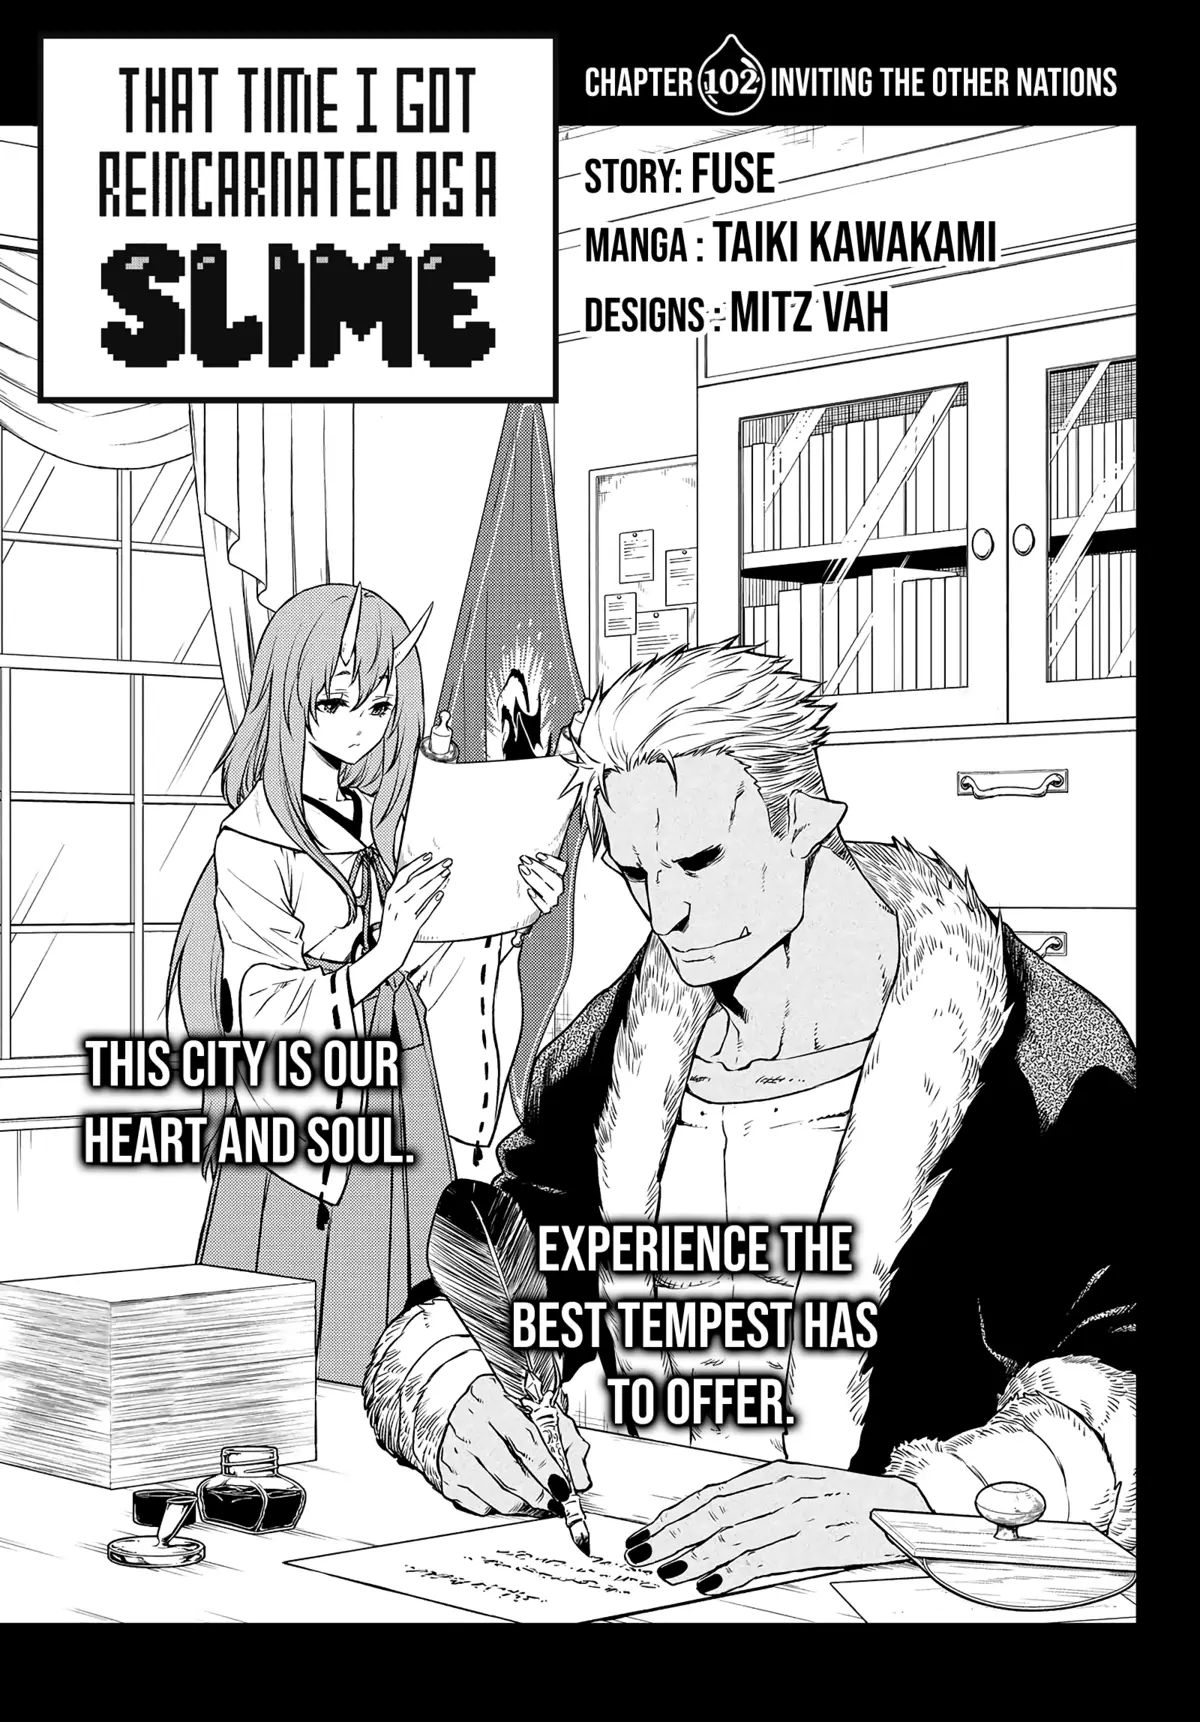 THAT TIME I GOT
REINCARNATED AS A
SLIME
CHAPTER 102 INVITING THE OTHER NATIONS
STORY: FUSE
MANGA : TAIKI KAWAKAMI
DESIGNS : MITZ VAH
THIS CITY IS OUR
HEART AND SOUL.
EXPERIENCE THE
BEST TEMPEST HAS
TO OFFER.